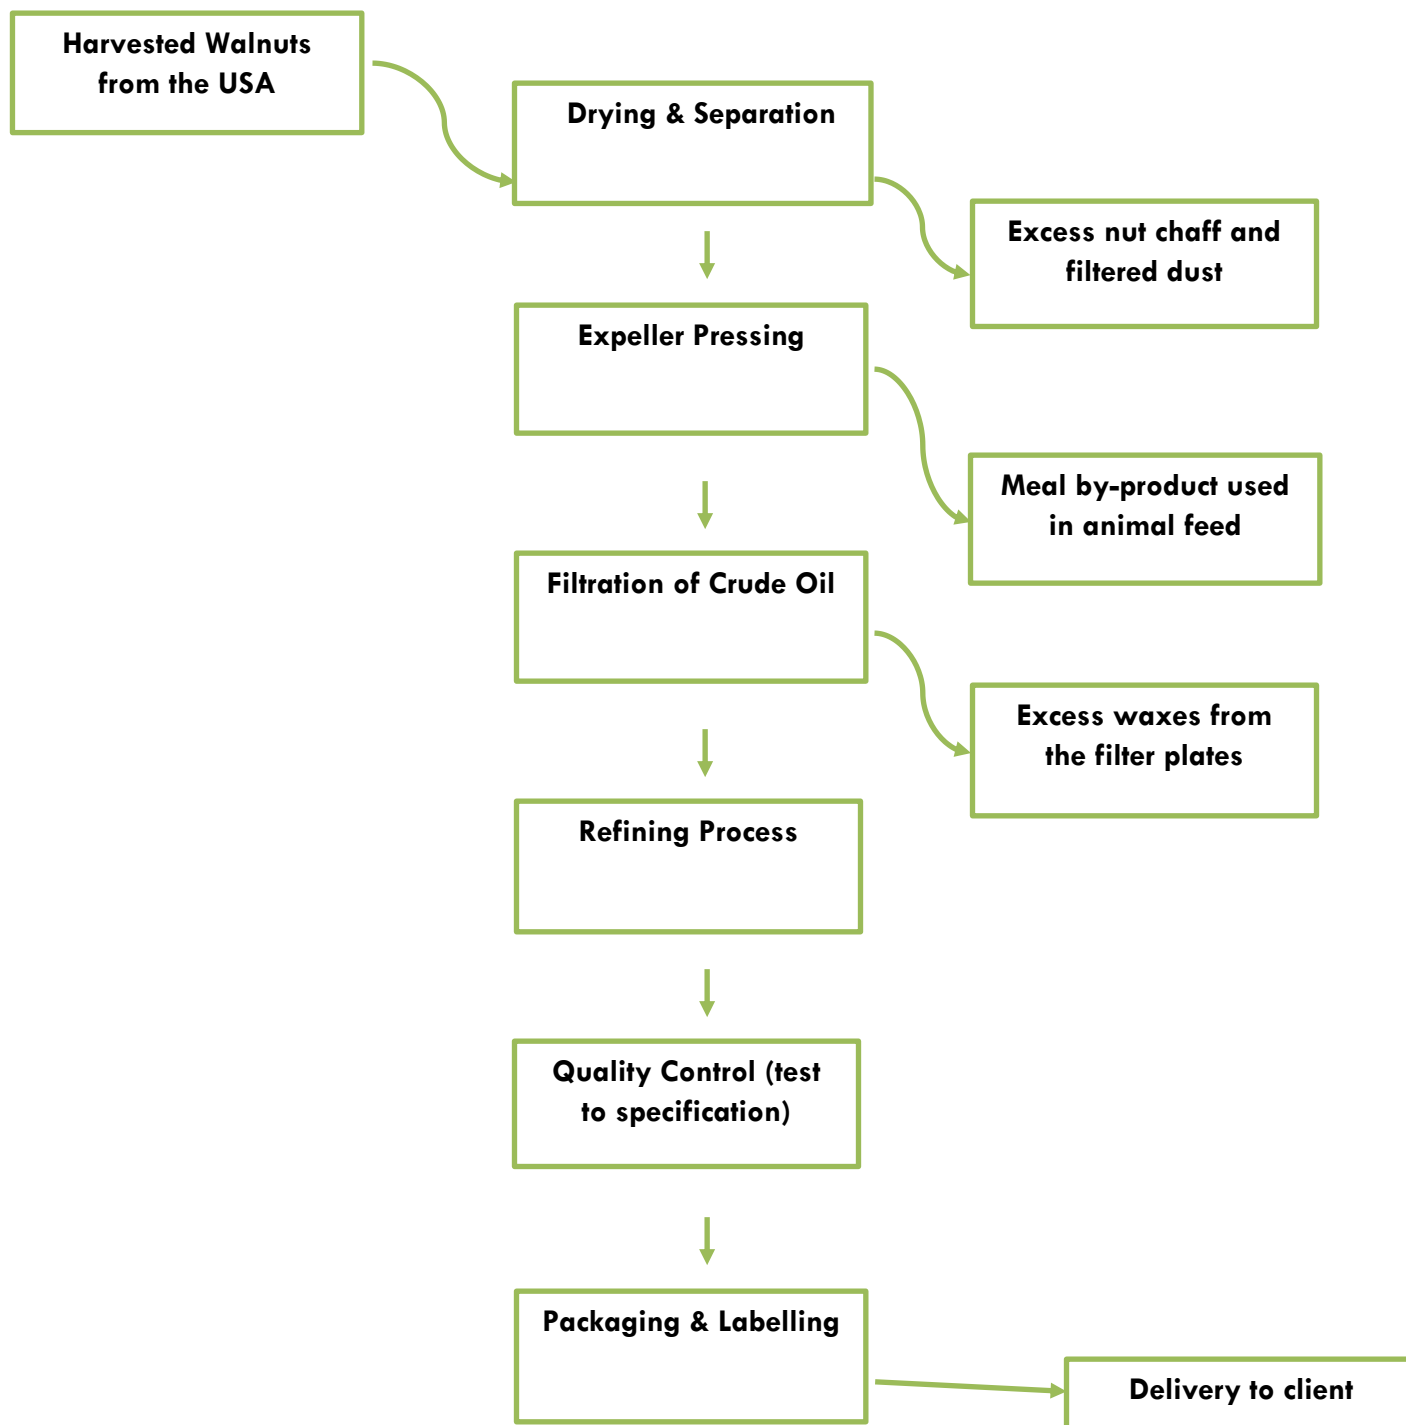 Harvested Walnuts
from the USA
Drying & Separation
Excess nut chaff and
filtered dust
Expeller Pressing
Meal by-product used
in animal feed
Filtration of Crude Oil
Excess waxes from
the filter plates
Refining Process
Quality Control (test
to specification)
Packaging & Labelling
Delivery to client